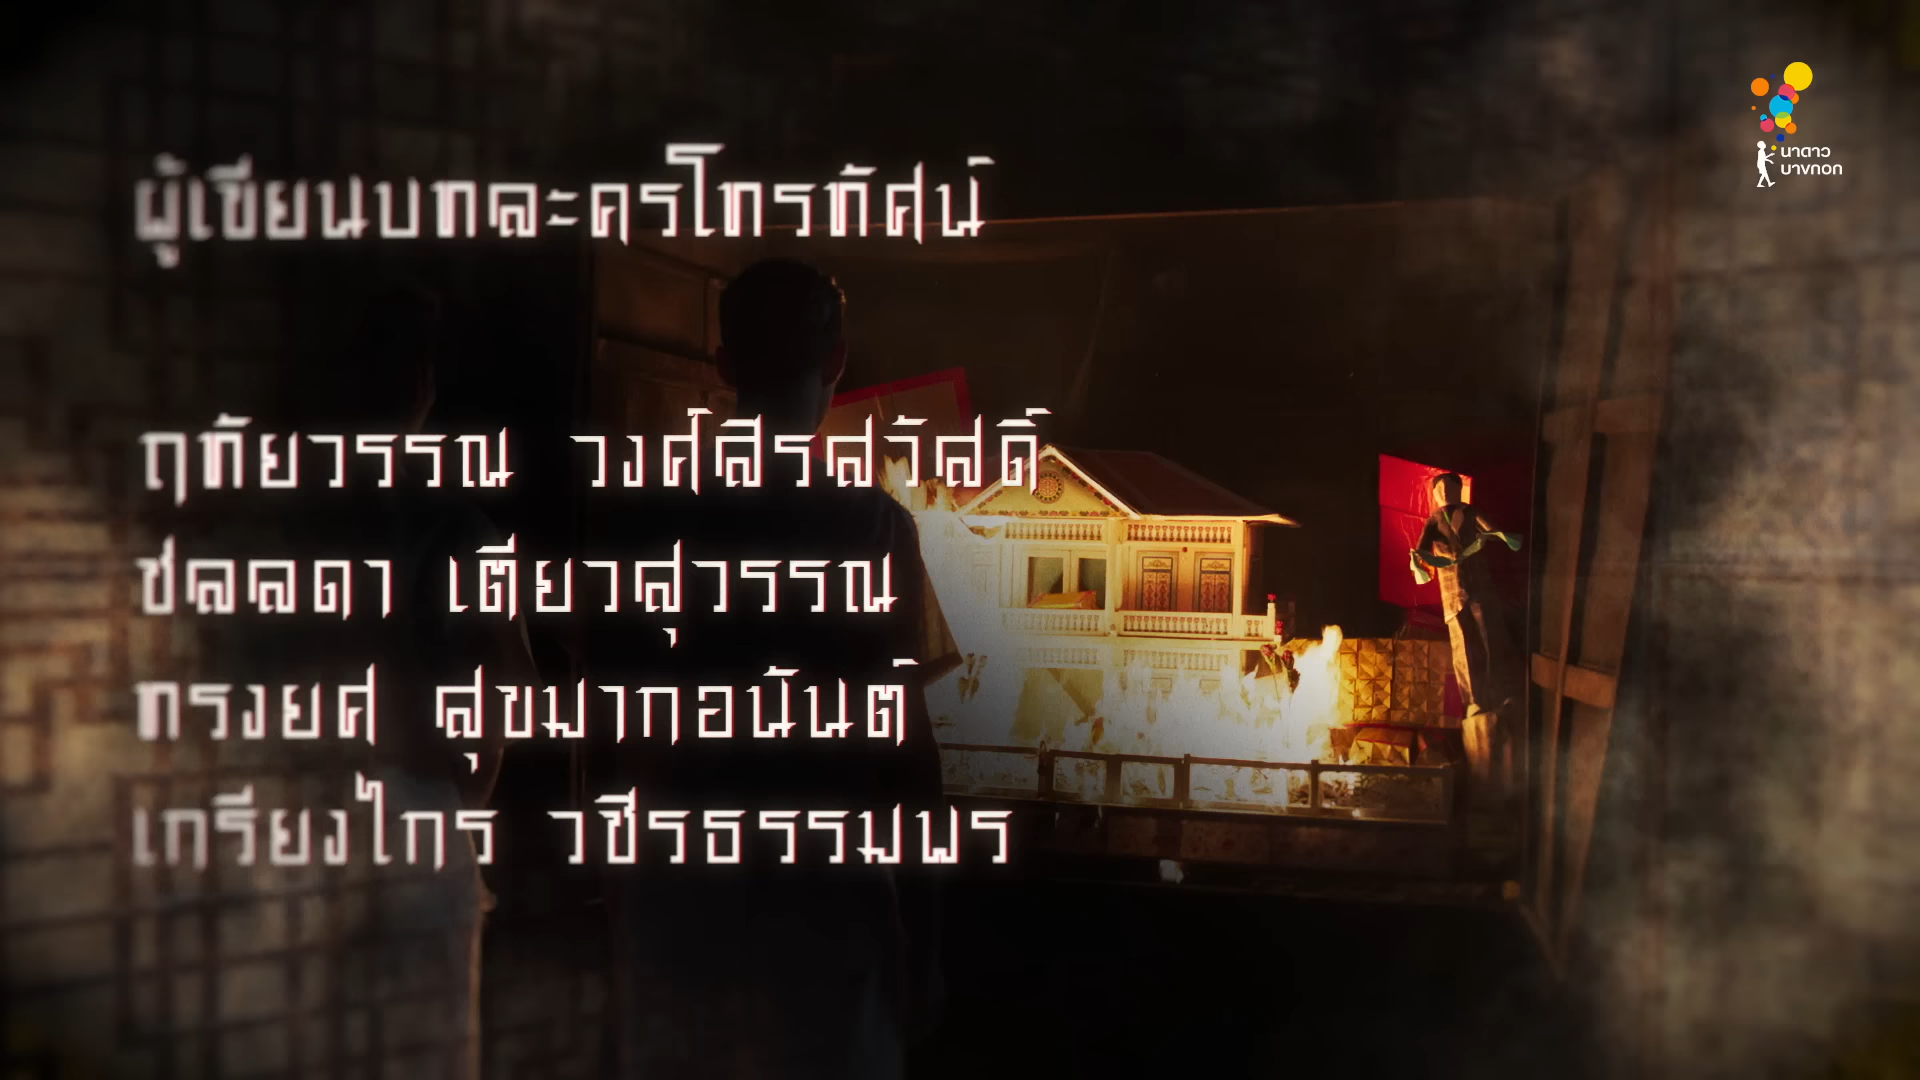 ผู้เขียนบทละครโทรทัศน์
ฤทัยวรรณ วงศ์สิรสวัสดิ์
ชลลดา เตียวสุวรรณ
ทรงยศ สุขมากอนันต์
เกรียงไกร วชิรธรรมพร
นาดาว
บางกอก